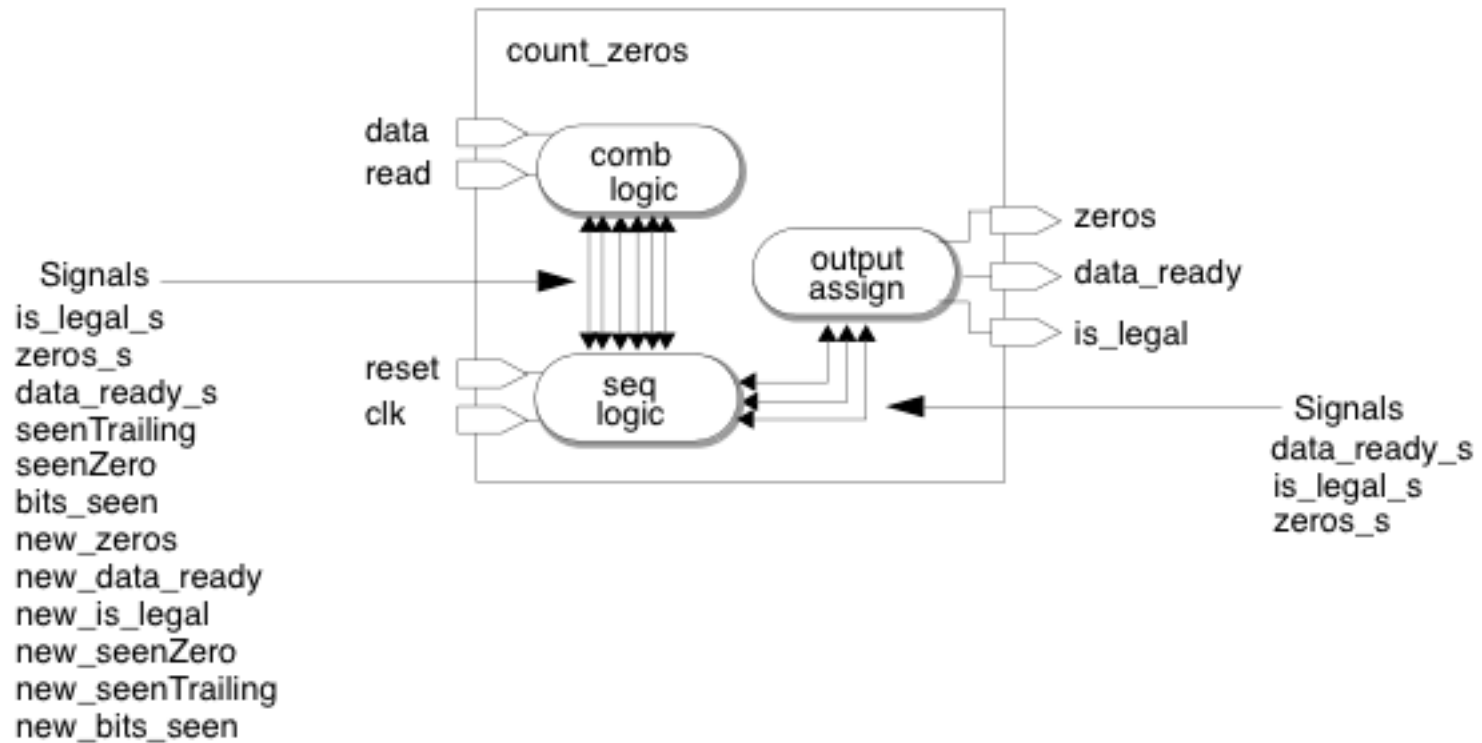 count_zeros
data
read
comb
logic
zeros
output
assign
data_ready
is_legal
reset
clk
seq
logic
Signals
is_legal_s
zeros_s
data_ready_s
seenTrailing
seenZero
bits_seen
new_zeros
new_data_ready
new_is_legal
new_seenZero
new_seenTrailing
new_bits_seen
Signals
data_ready_s
is_legal_s
zeros_s